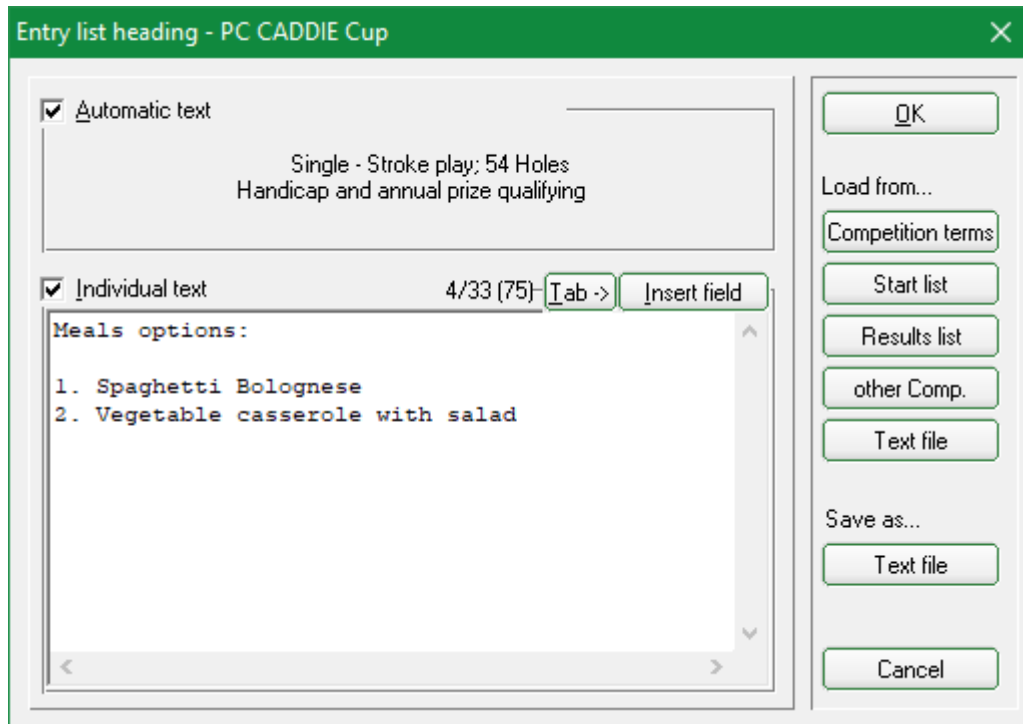 Entry list heading - PC CADDIE Cup
Automatic text
Single - Stroke play; 54 Holes
Handicap and annual prize qualifying
Individual text 4/33 (75) Tab -> Insert field
Meals options:
1. Spaghetti Bolognese
2. Vegetable casserole with salad
OK
Load from...
Competition terms
Start list
Results list
other Comp.
Text file
Save as...
Text file
Cancel